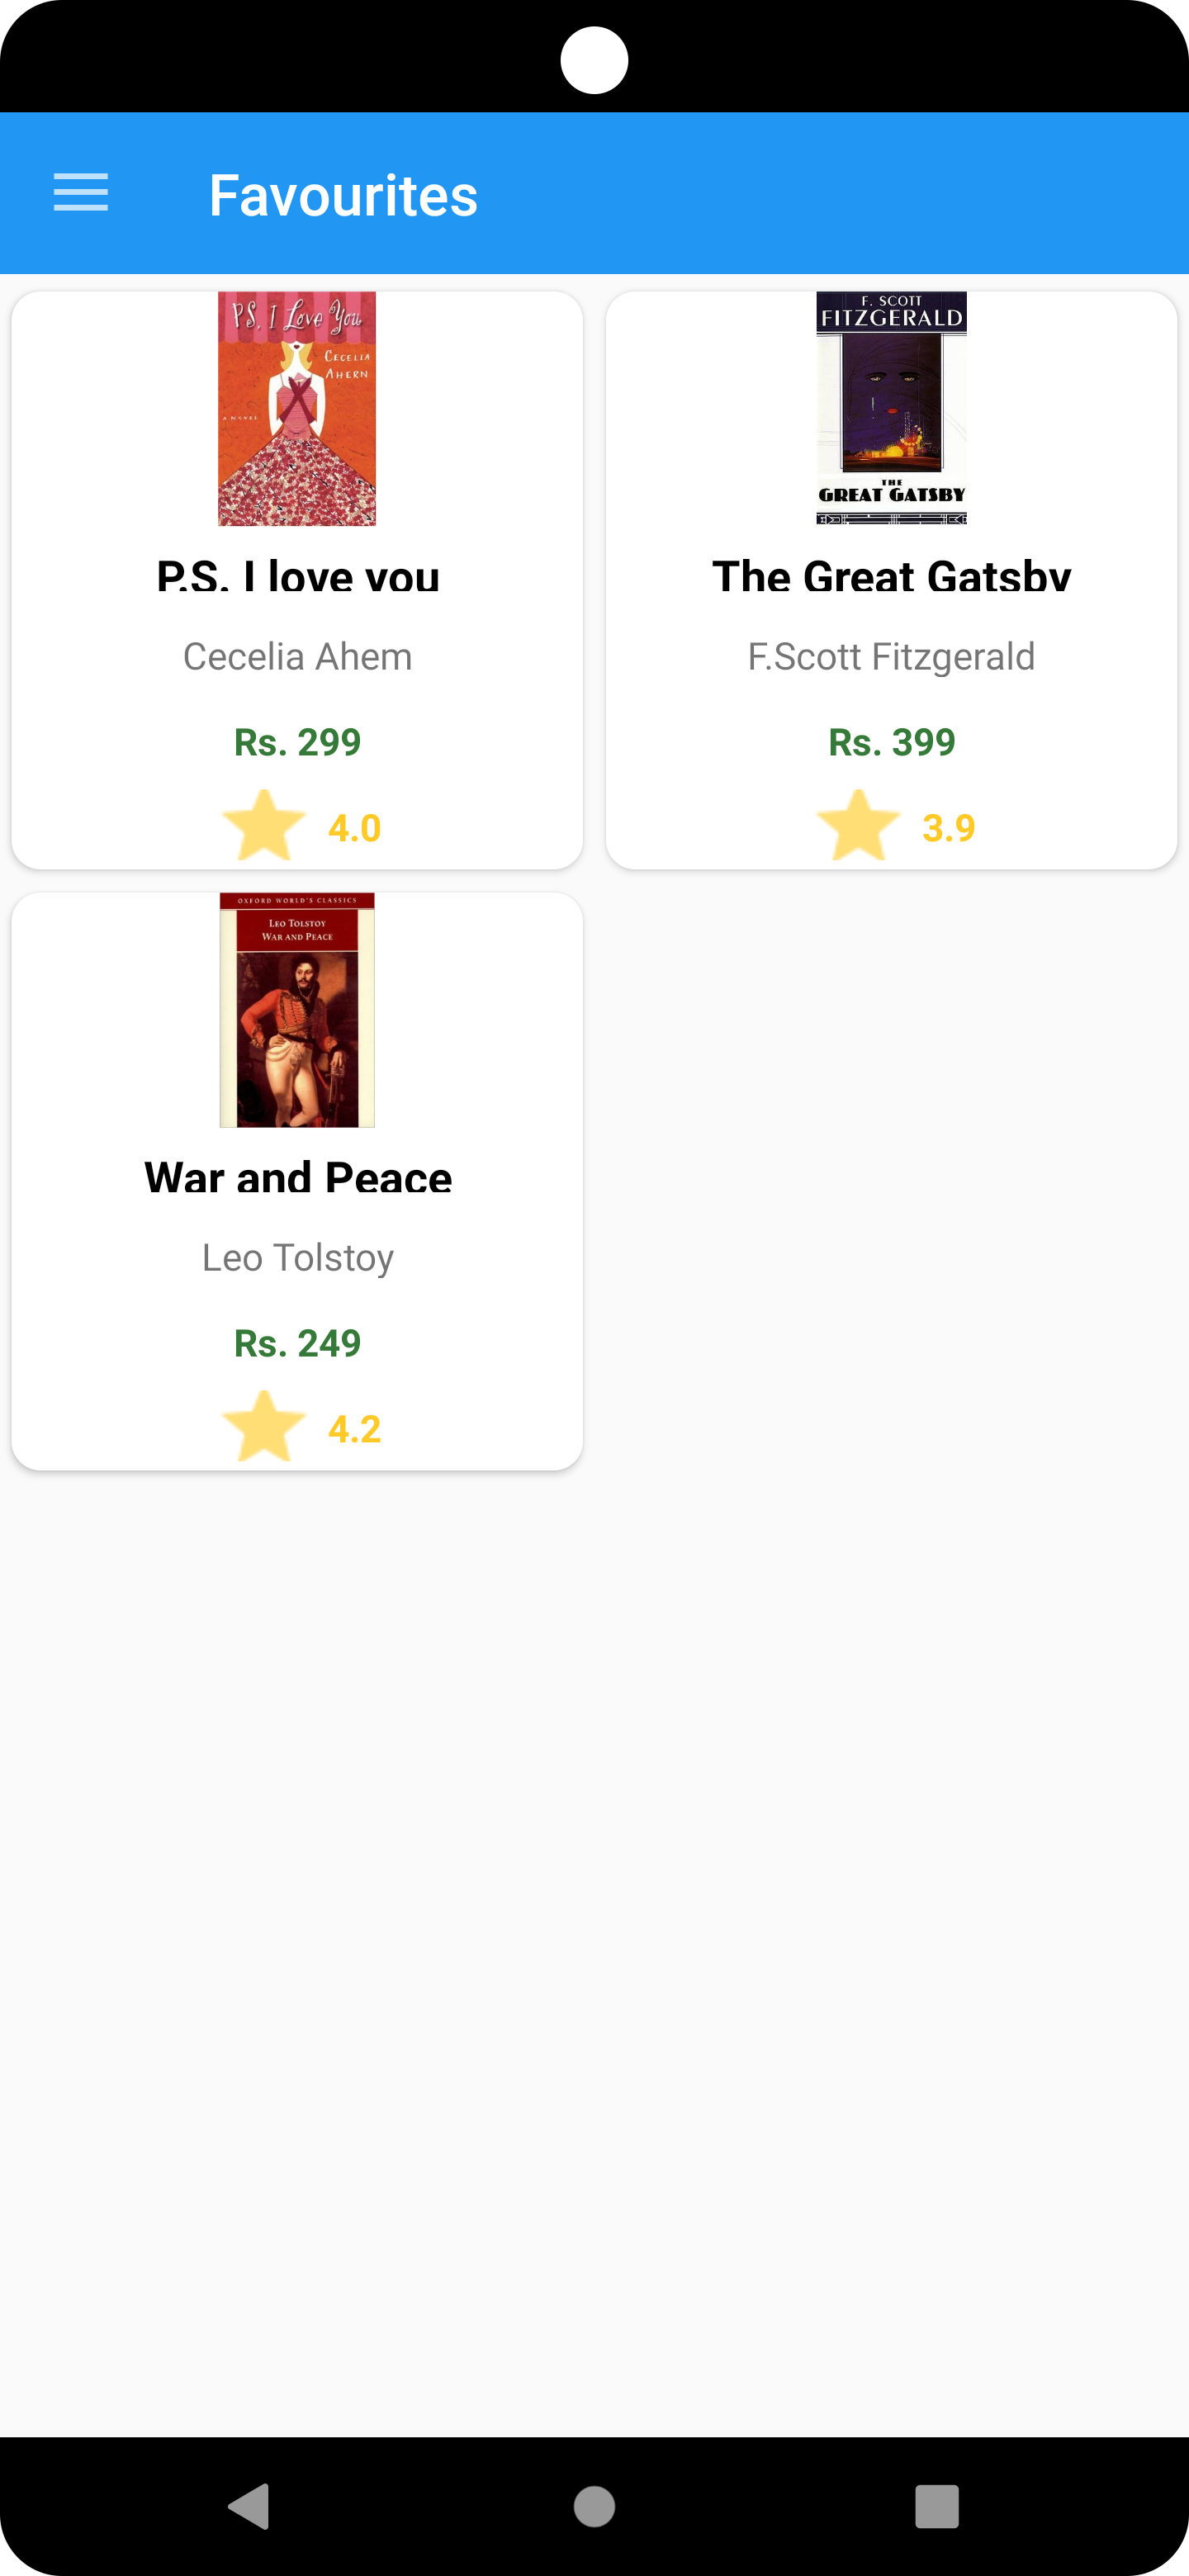 Favourites
P.S. I Love You
CECELIA
AHERN
A NOVEL
P.S. I love you
Cecelia Ahem
Rs. 299
4.0
F. SCOTT
FITZGERALD
THE
GREAT GATSBY
The Great Gatsby
F.Scott Fitzgerald
Rs. 399
3.9
OXFORD WORLD'S CLASSICS
LEO TOLSTOY
WAR AND PEACE
War and Peace
Leo Tolstoy
Rs. 249
4.2